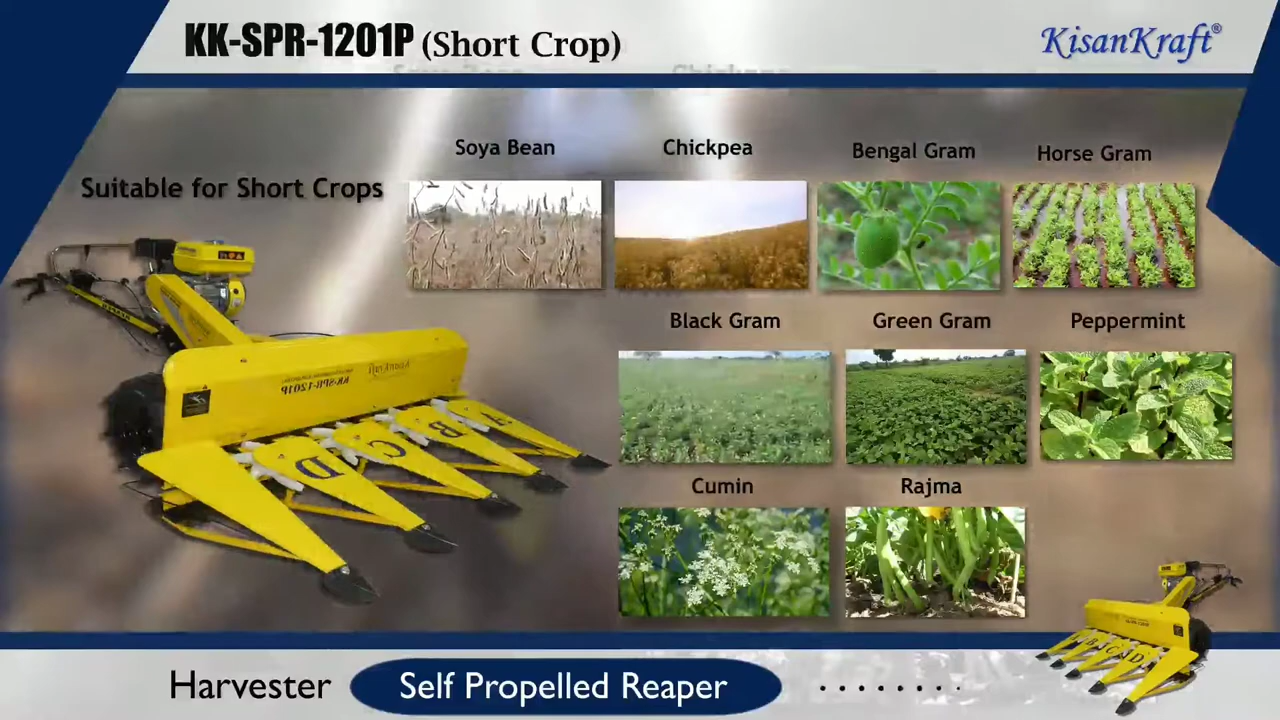 KK-SPR-1201P (Short Crop)
KisanKraft®
Suitable for Short Crops
Soya Bean
Chickpea
Bengal Gram
Horse Gram
Black Gram
Green Gram
Peppermint
Cumin
Rajma
KisanKraft
KK-SPR-1201P
A
B
C
D
Harvester
Self Propelled Reaper